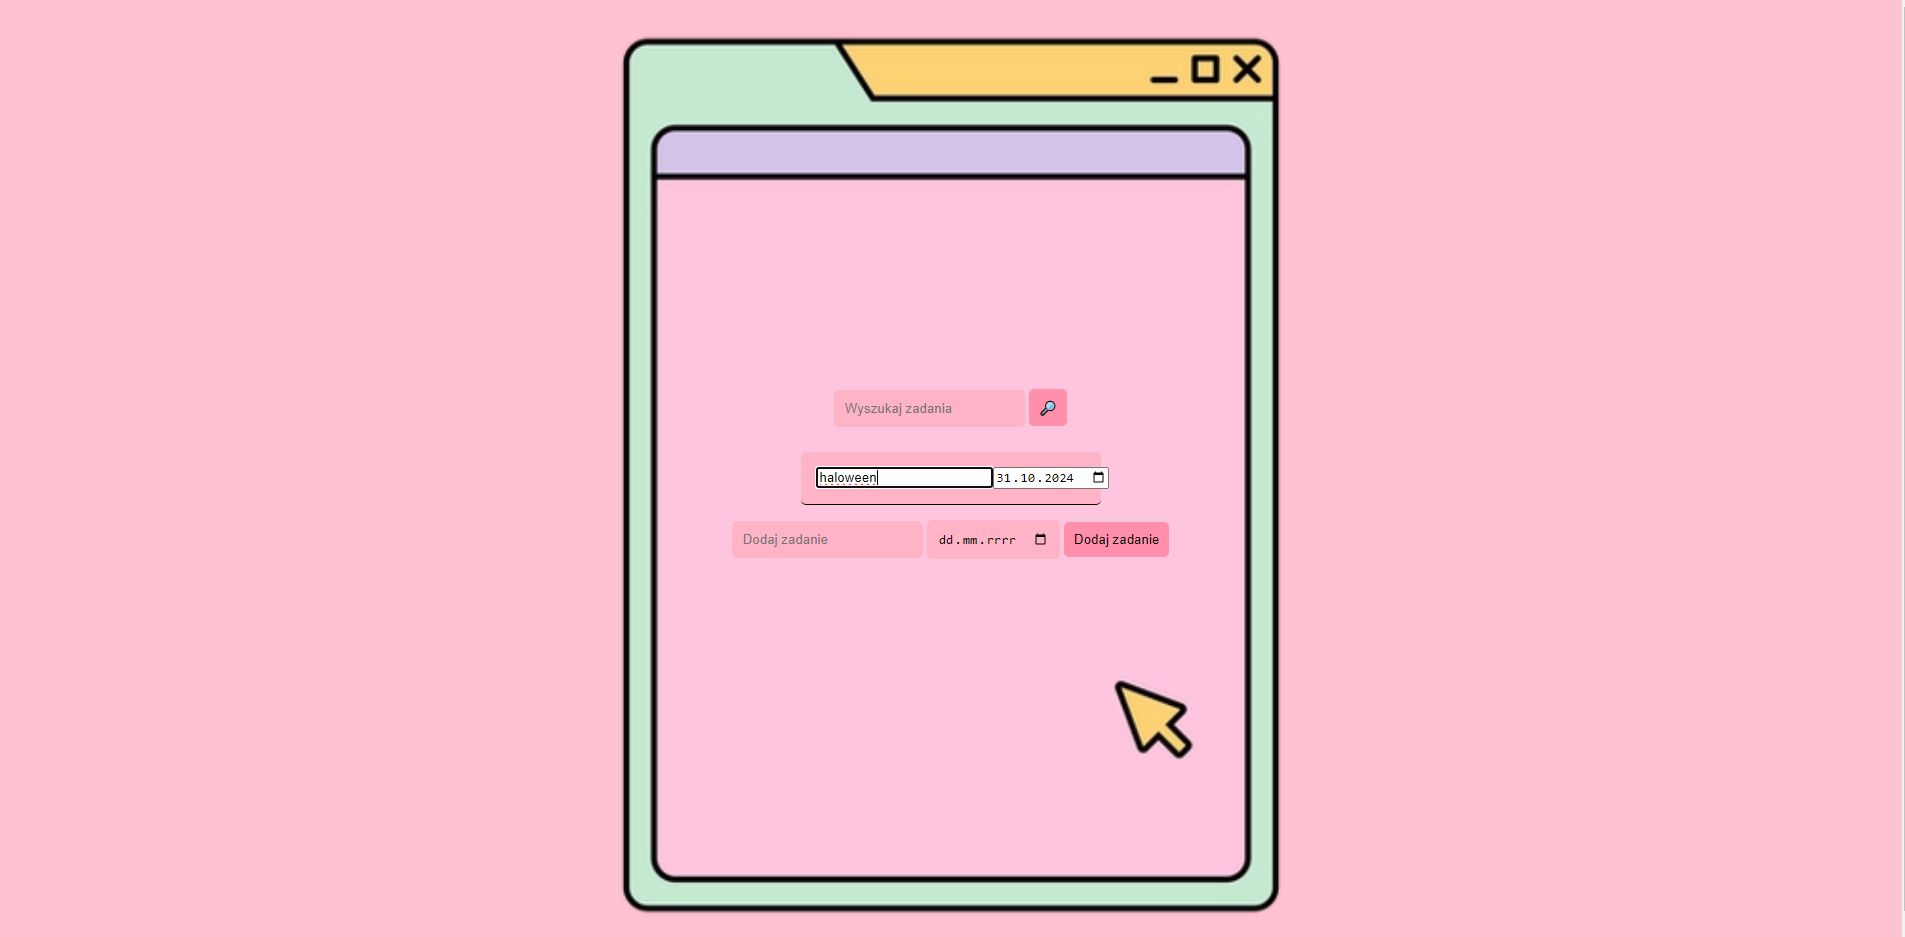 Wyszukaj zadania
haloween 31.10.2024
Dodaj zadanie dd.mm.rrrr Dodaj zadanie